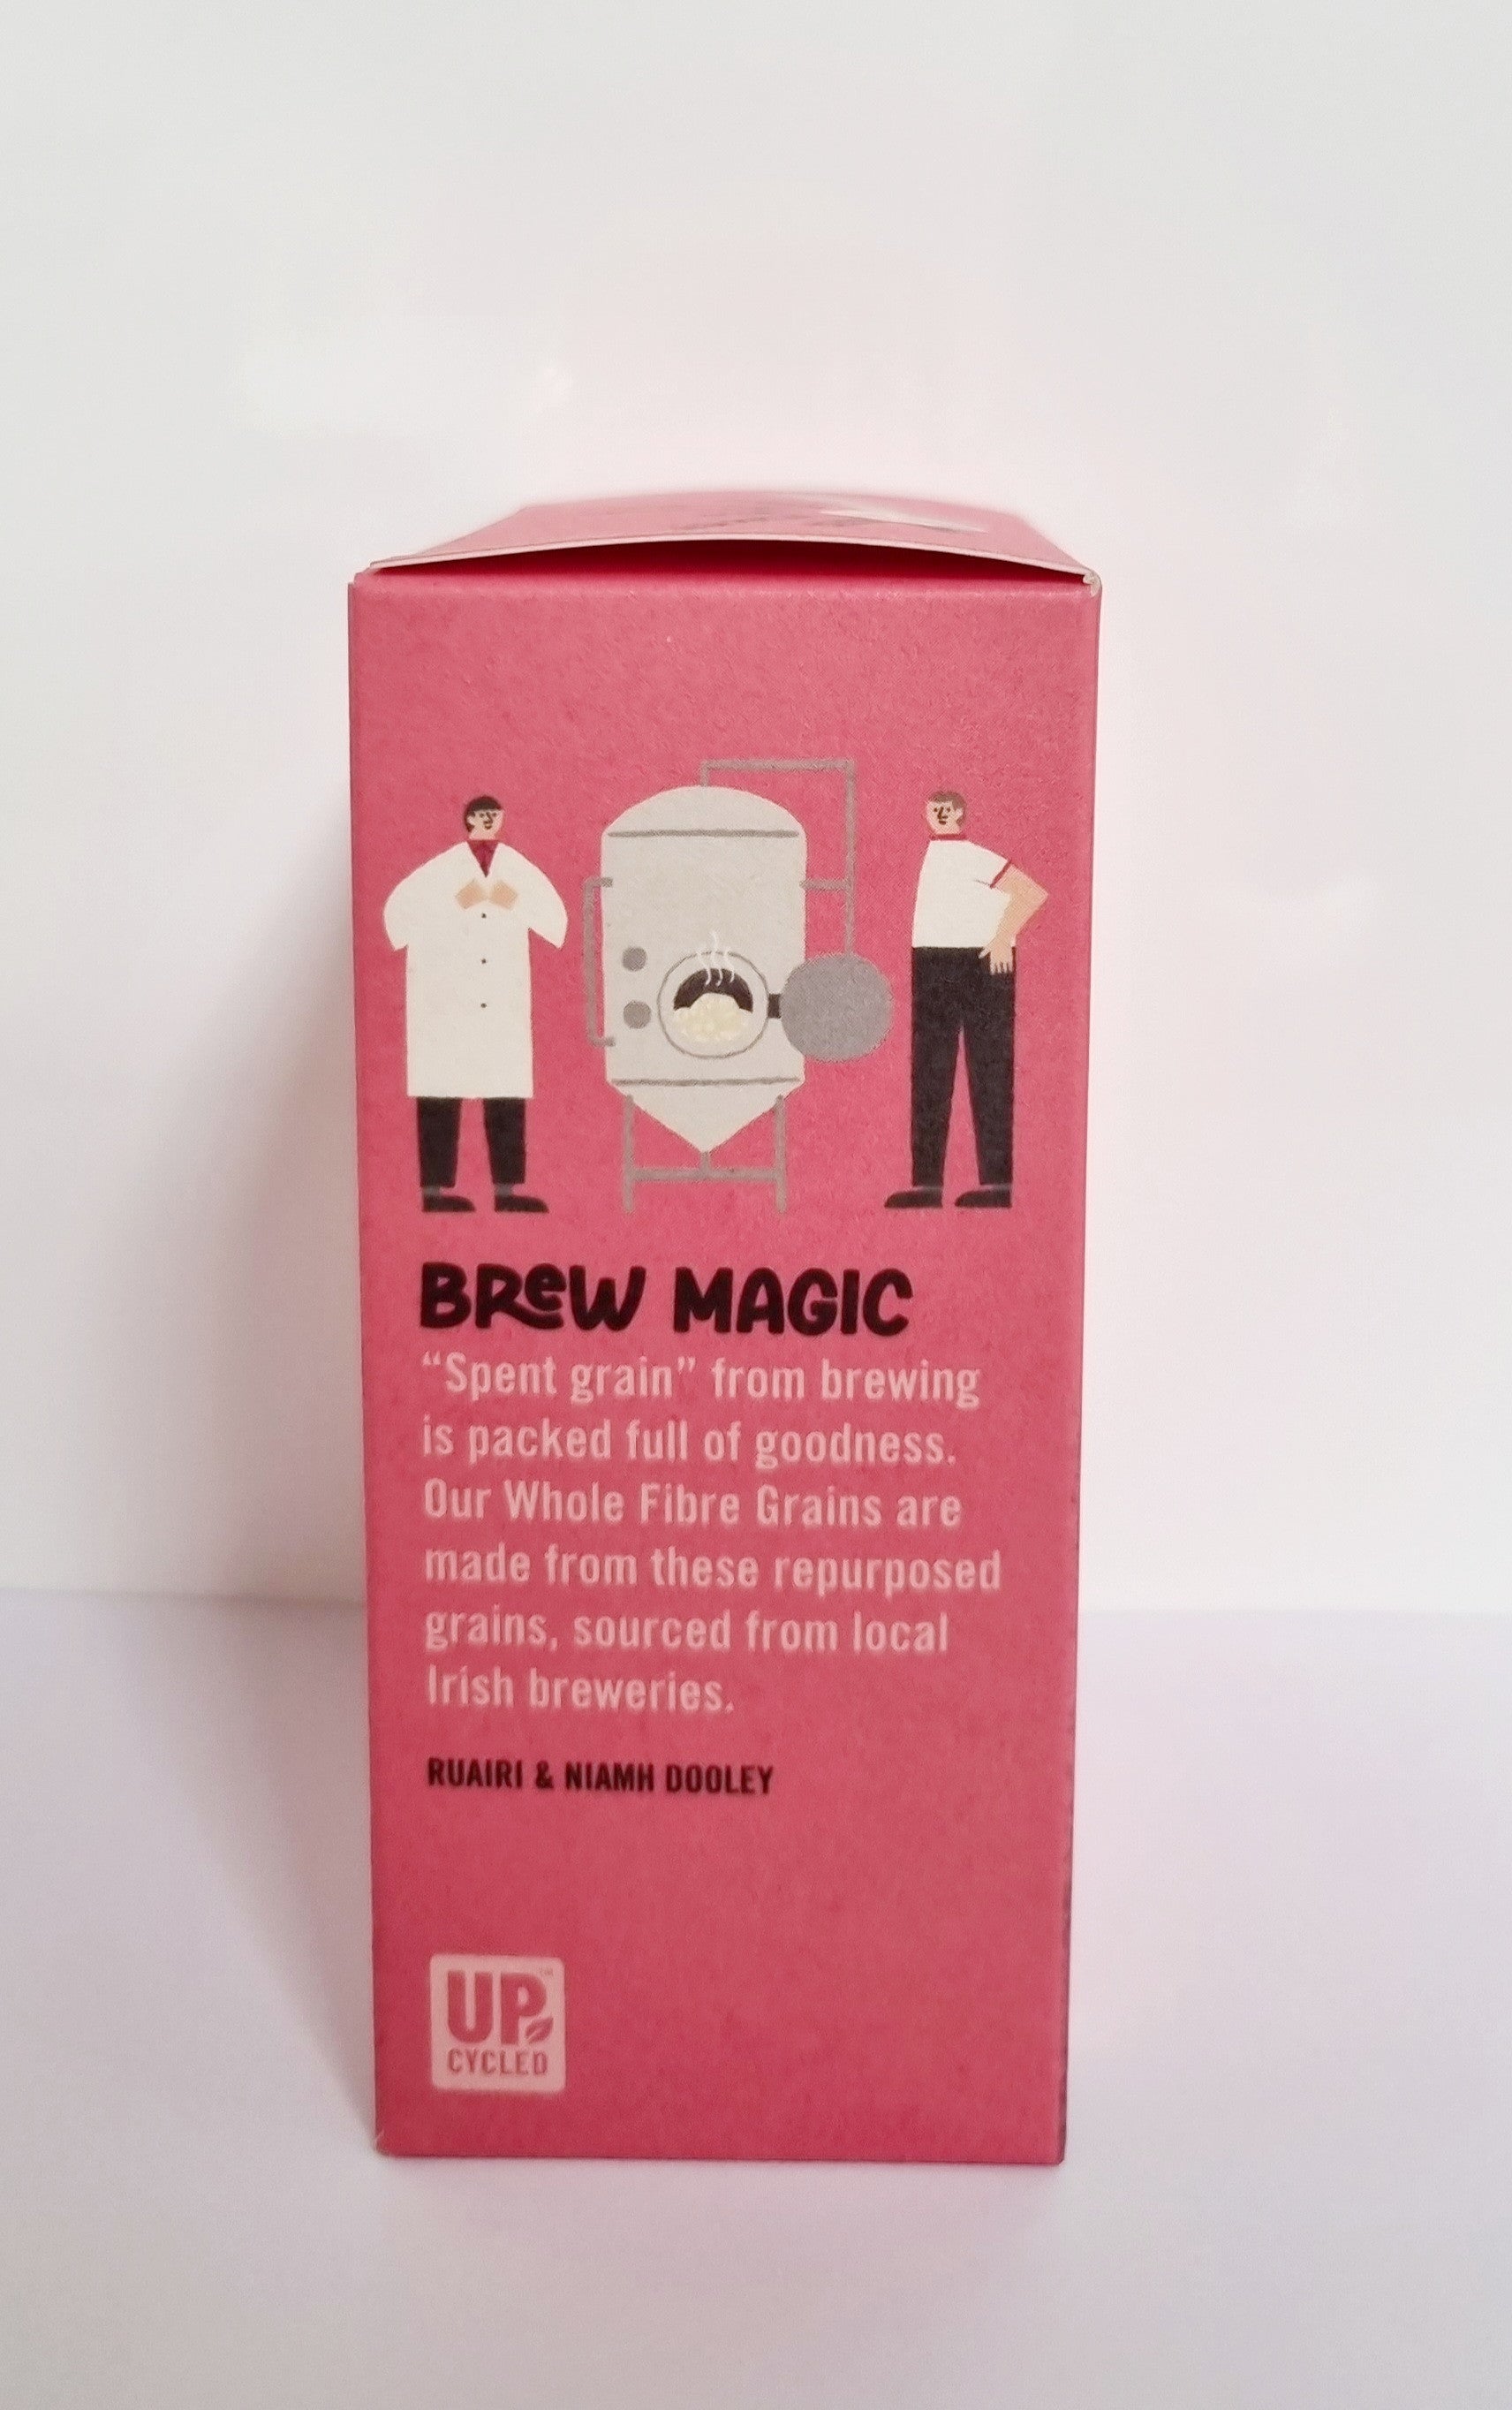 BREW MAGIC
“Spent grain” from brewing
is packed full of goodness.
Our Whole Fibre Grains are
made from these repurposed
grains, sourced from local
Irish breweries.
RUAIRI & NIAMH DOOLEY
UP™
CYCLED